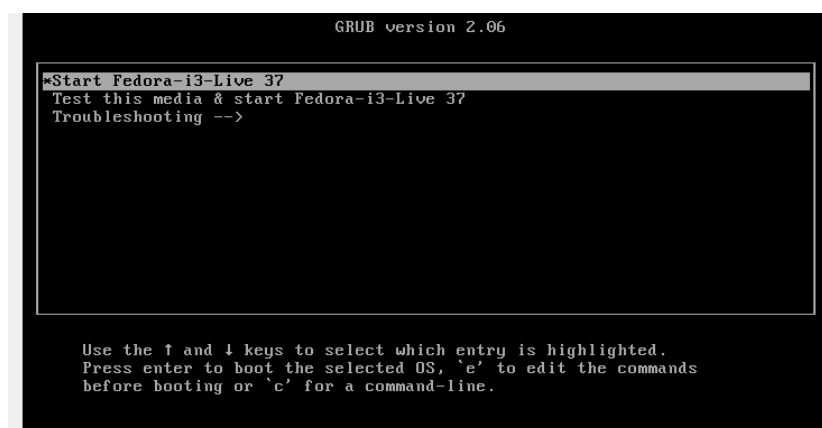 GRUB version 2.06
*Start Fedora-i3-Live 37
Test this media & start Fedora-i3-Live 37
Troubleshooting -->
Use the ↑ and ↓ keys to select which entry is highlighted.
Press enter to boot the selected OS, `e' to edit the commands
before booting or `c' for a command-line.